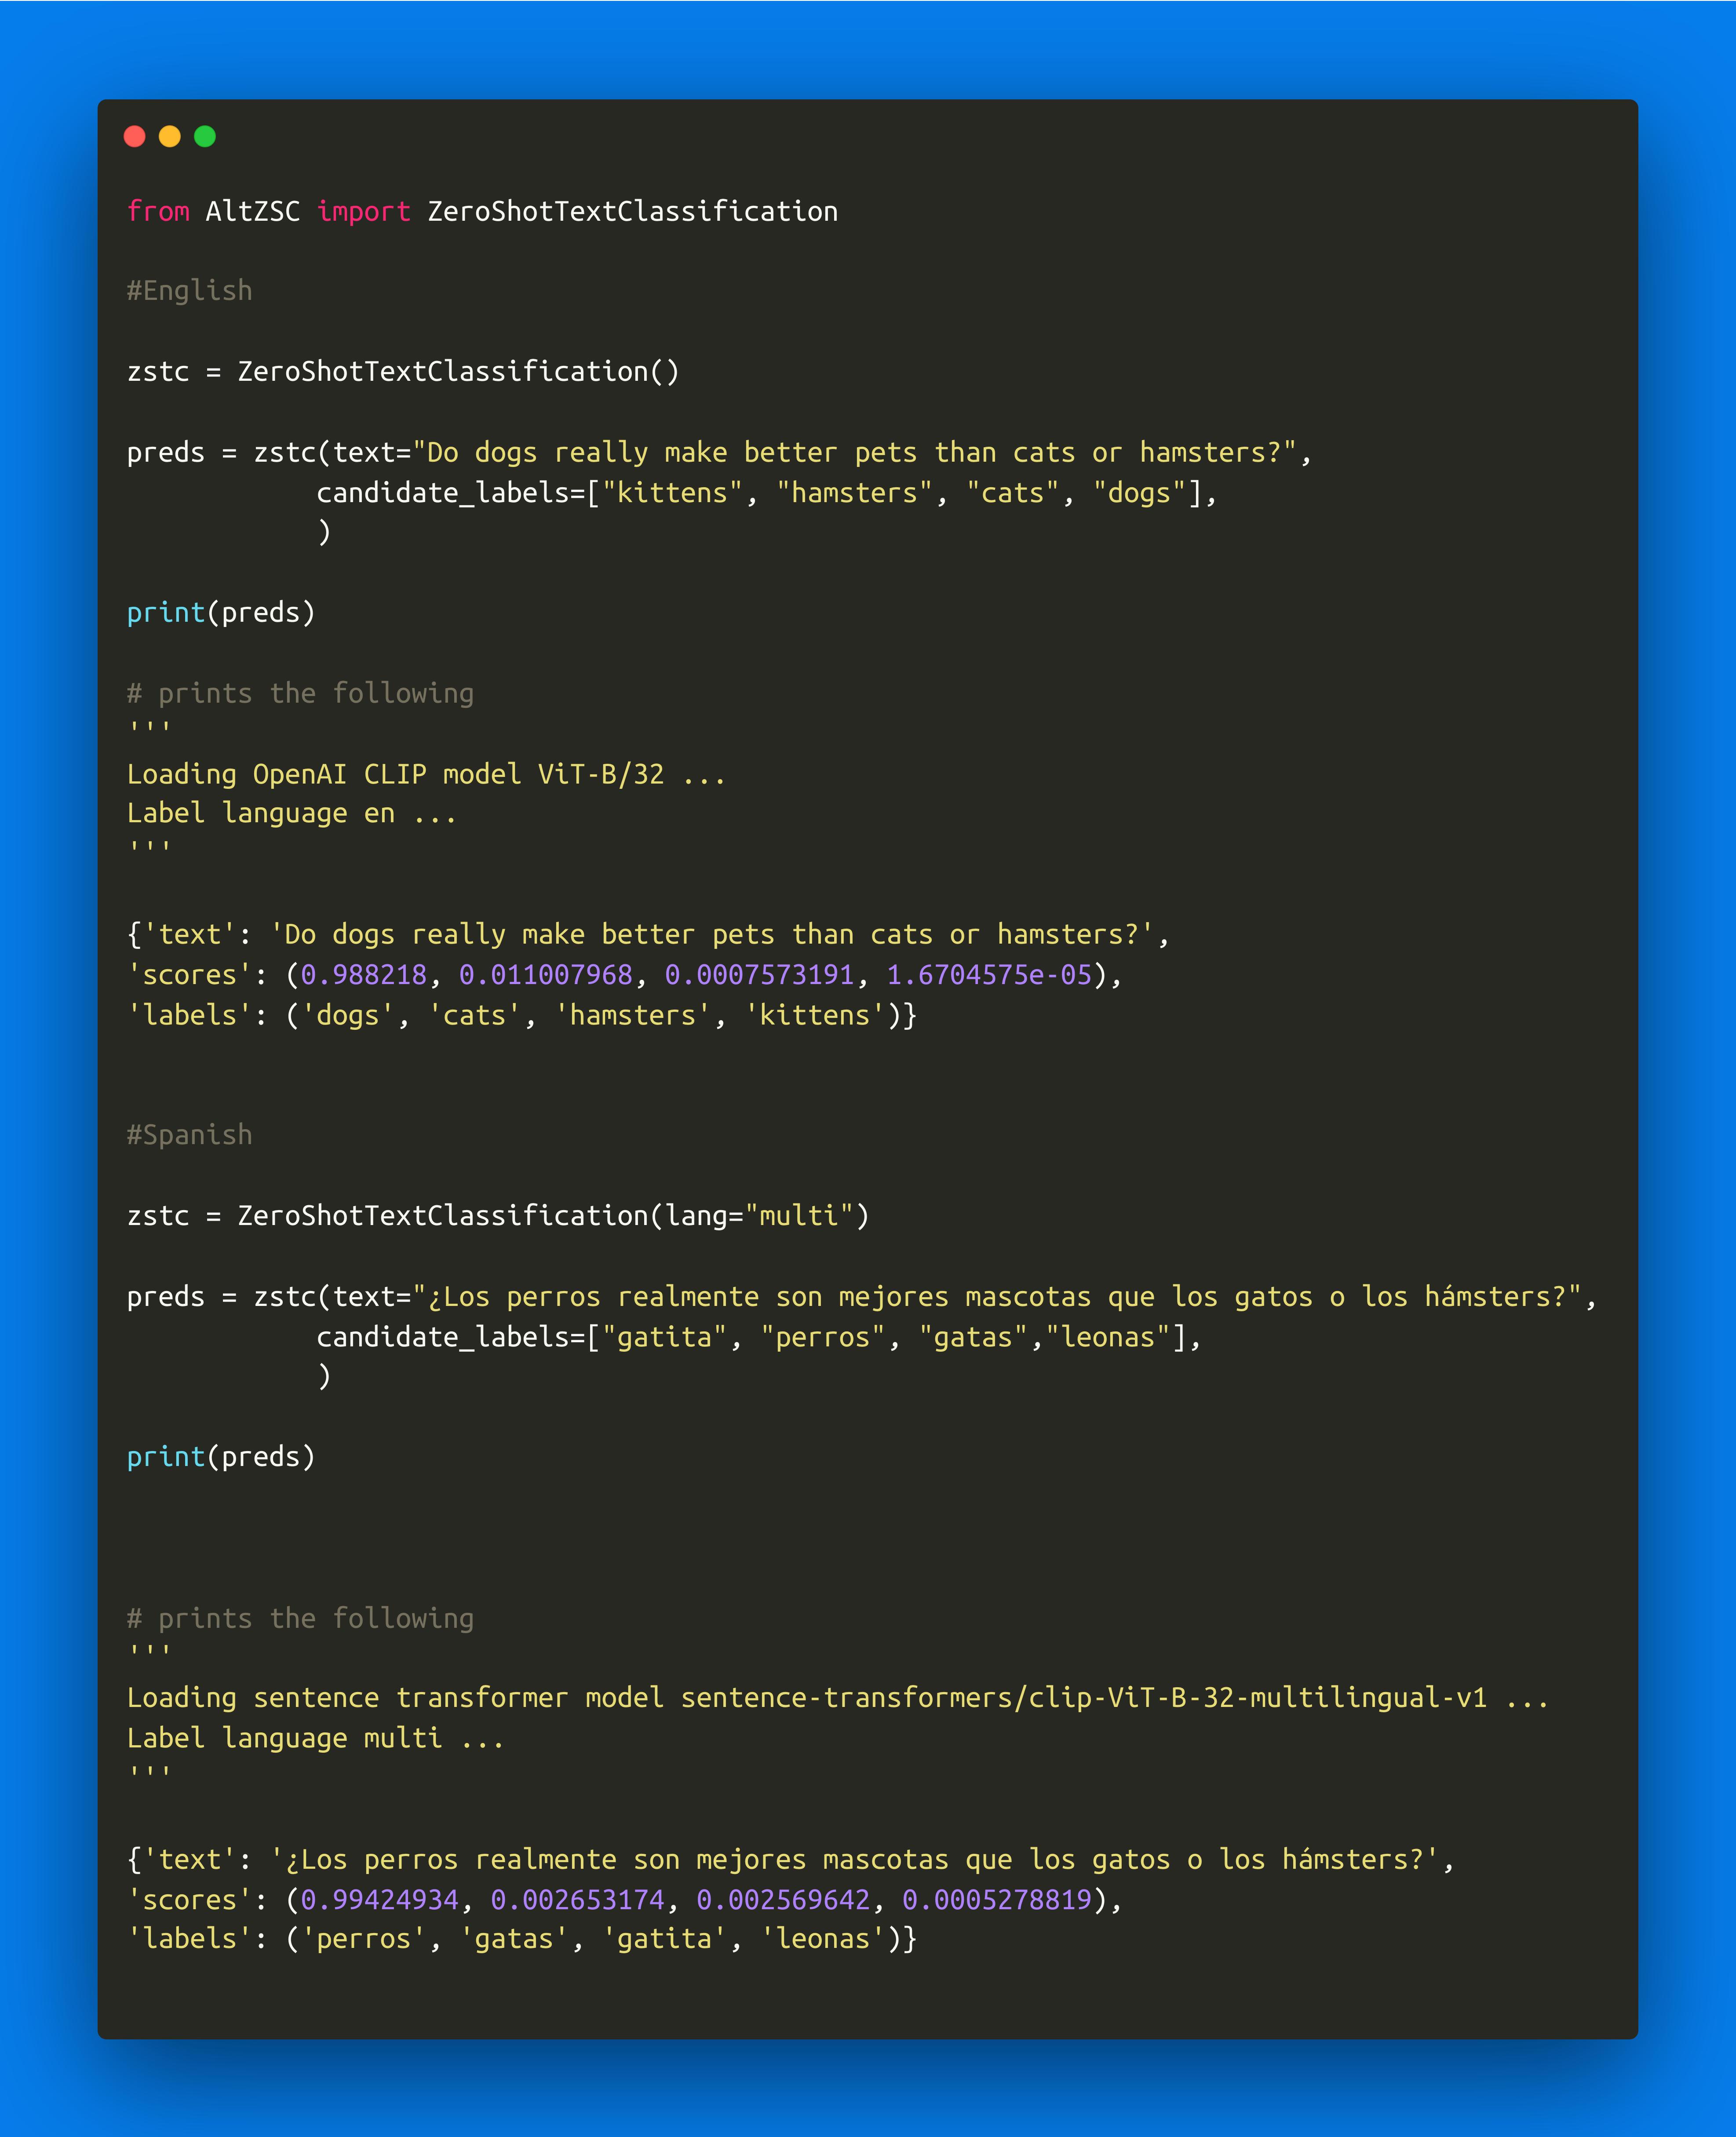 from AltZSC import ZeroShotTextClassification
#English
zstc = ZeroShotTextClassification()
preds = zstc(text="Do dogs really make better pets than cats or hamsters?",
candidate_labels=["kittens", "hamsters", "cats", "dogs"],
)
print(preds)
# prints the following
'''
Loading OpenAI CLIP model ViT-B/32 ...
Label language en ...
'''
{'text': 'Do dogs really make better pets than cats or hamsters?',
'scores': (0.988218, 0.011007968, 0.0007573191, 1.6704575e-05),
'labels': ('dogs', 'cats', 'hamsters', 'kittens')}
#Spanish
zstc = ZeroShotTextClassification(lang="multi")
preds = zstc(text="¿Los perros realmente son mejores mascotas que los gatos o los hámsters?",
candidate_labels=["gatita", "perros", "gatas","leonas"],
)
print(preds)
# prints the following
'''
Loading sentence transformer model sentence-transformers/clip-ViT-B-32-multilingual-v1 ...
Label language multi ...
'''
{'text': '¿Los perros realmente son mejores mascotas que los gatos o los hámsters?',
'scores': (0.99424934, 0.002653174, 0.002569642, 0.0005278819),
'labels': ('perros', 'gatas', 'gatita', 'leonas')}